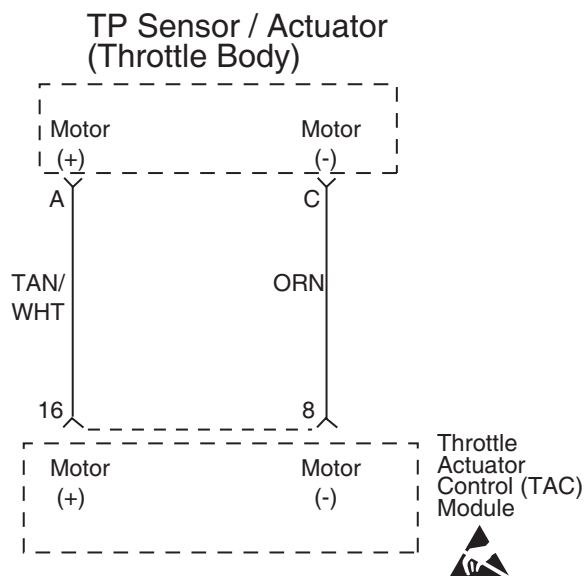 TP Sensor / Actuator
(Throttle Body)
Motor
(+)
Motor
(-)
A
C
TAN/
WHT
ORN
16
8
Motor
(+)
Motor
(-)
Throttle
Actuator
Control (TAC)
Module